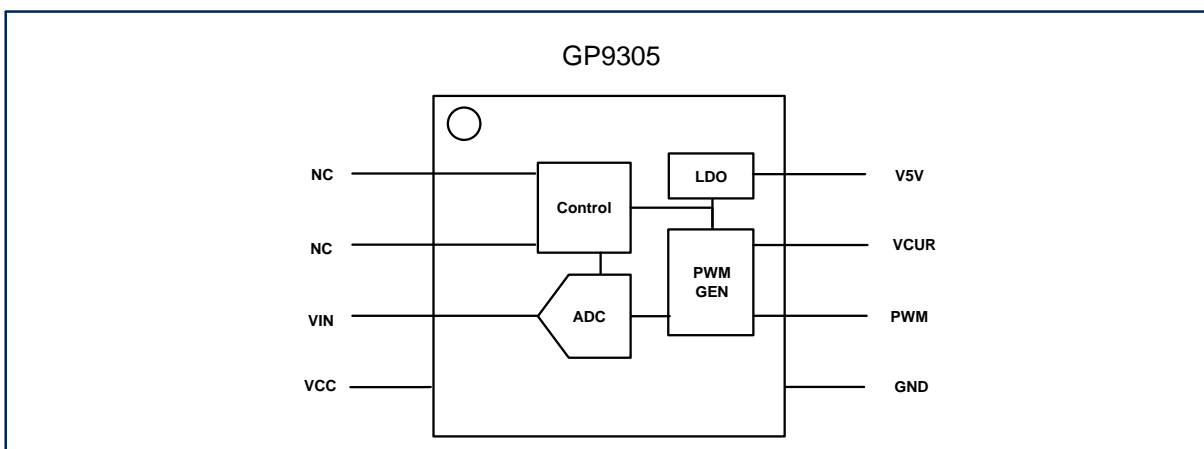 GP9305
NC
LDO
V5V
Control
NC
VCUR
PWM
GEN
VIN
ADC
PWM
VCC
GND